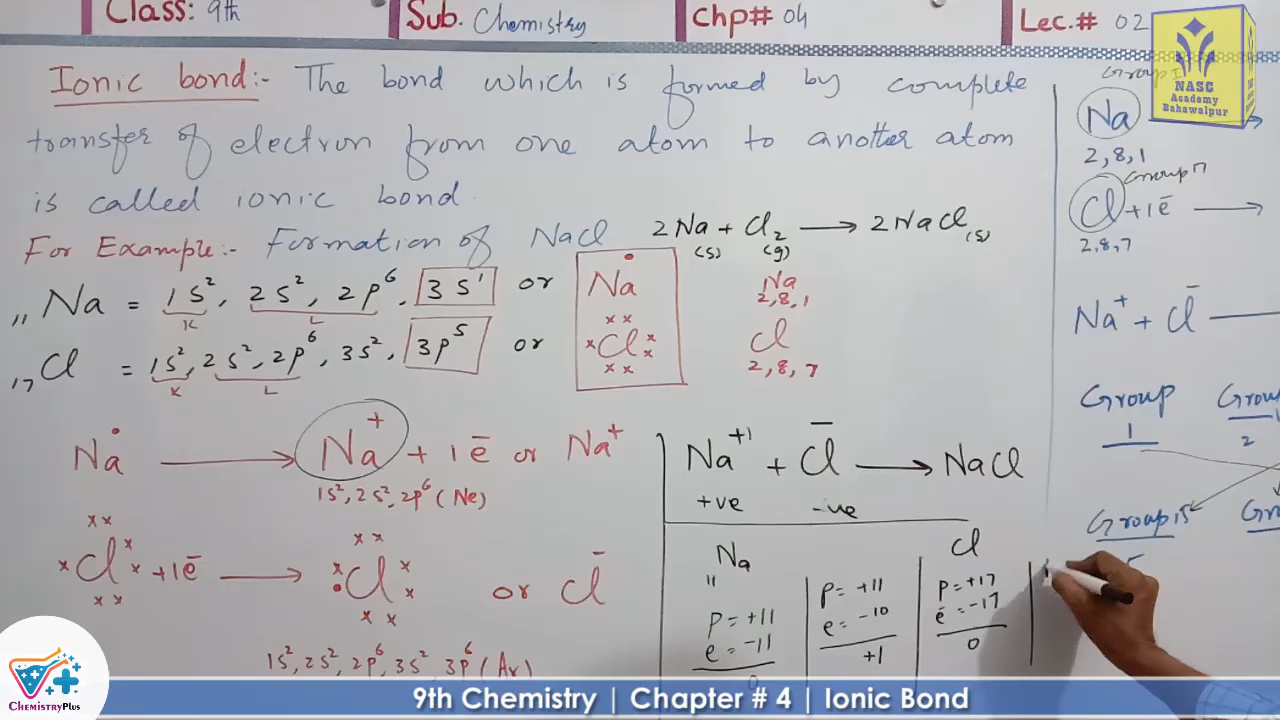 Class: 9th
Sub. Chemistry
Chp# 04
Lec.# 02
NASC
Academy
Bahawalpur
Ionic bond:- The bond which is formed by complete
transfer of electron from one atom to another atom
is called ionic bond.
For Example:- Formation of NaCl 2Na(s) + Cl₂(g) → 2NaCl(s)
₁₁Na = 1s², 2s², 2p⁶, 3s¹ or Na•
K L
Na
2,8,1
₁₇Cl = 1s², 2s², 2p⁶, 3s², 3p⁵ or Cl
K L
Cl
2,8,7
Na• → Na⁺ + 1e⁻ or Na⁺
1s², 2s², 2p⁶ (Ne)
Cl + 1e⁻ → Cl or Cl⁻
1s², 2s², 2p⁶, 3s², 3p⁶ (Ar)
Na⁺¹ + Cl⁻ → NaCl
+ve -ve
Na
11
p = +11
e = -11
0
p = +11
e⁻ = -10
+1
Cl
p = +17
e⁻ = -17
0
Group 1
Na
2,8,1
Group 17
Cl + 1e⁻ →
2,8,7
Na⁺ + Cl⁻
Group
1
Group
2
Group 15
ChemistryPlus
9th Chemistry | Chapter # 4 | Ionic Bond